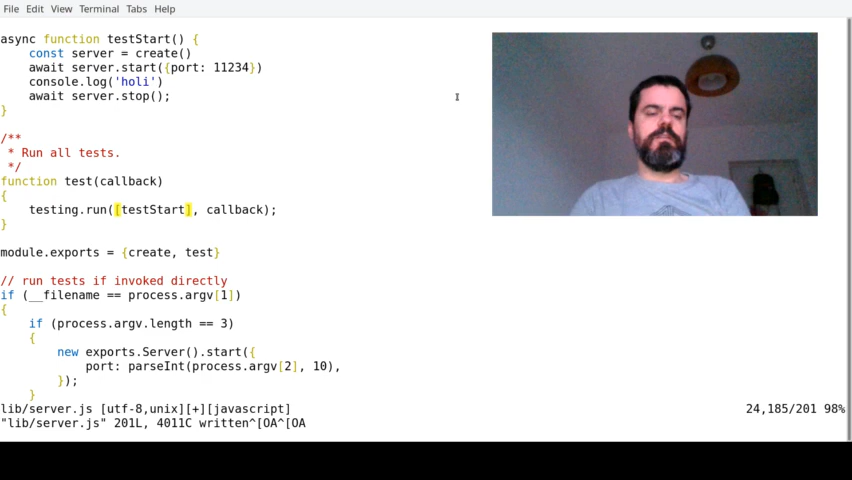 File Edit View Terminal Tabs Help
async function testStart() {
    const server = create()
    await server.start({port: 11234})
    console.log('holi')
    await server.stop();
}
/**
 * Run all tests.
 */
function test(callback)
{
    testing.run([testStart], callback);
}
module.exports = {create, test}
// run tests if invoked directly
if (__filename == process.argv[1])
{
    if (process.argv.length == 3)
    {
        new exports.Server().start({
            port: parseInt(process.argv[2], 10),
        });
    }
lib/server.js [utf-8,unix][+][javascript] 24,185/201 98%
"lib/server.js" 201L, 4011C written^[OA^[OA